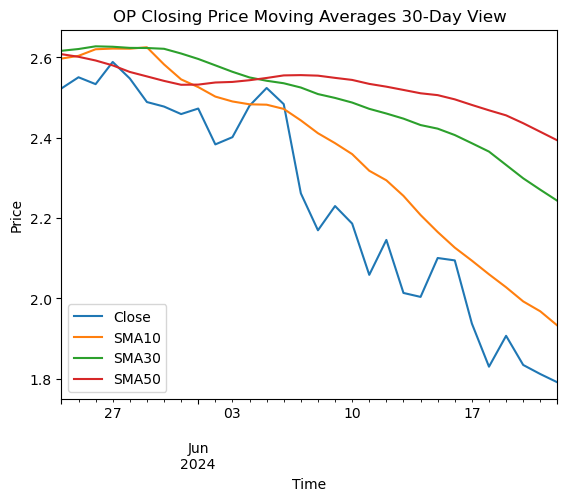 OP Closing Price Moving Averages 30-Day View
Price
2.6
2.4
2.2
2.0
1.8
Close
SMA10
SMA30
SMA50
27 03 10 17
Jun
2024
Time